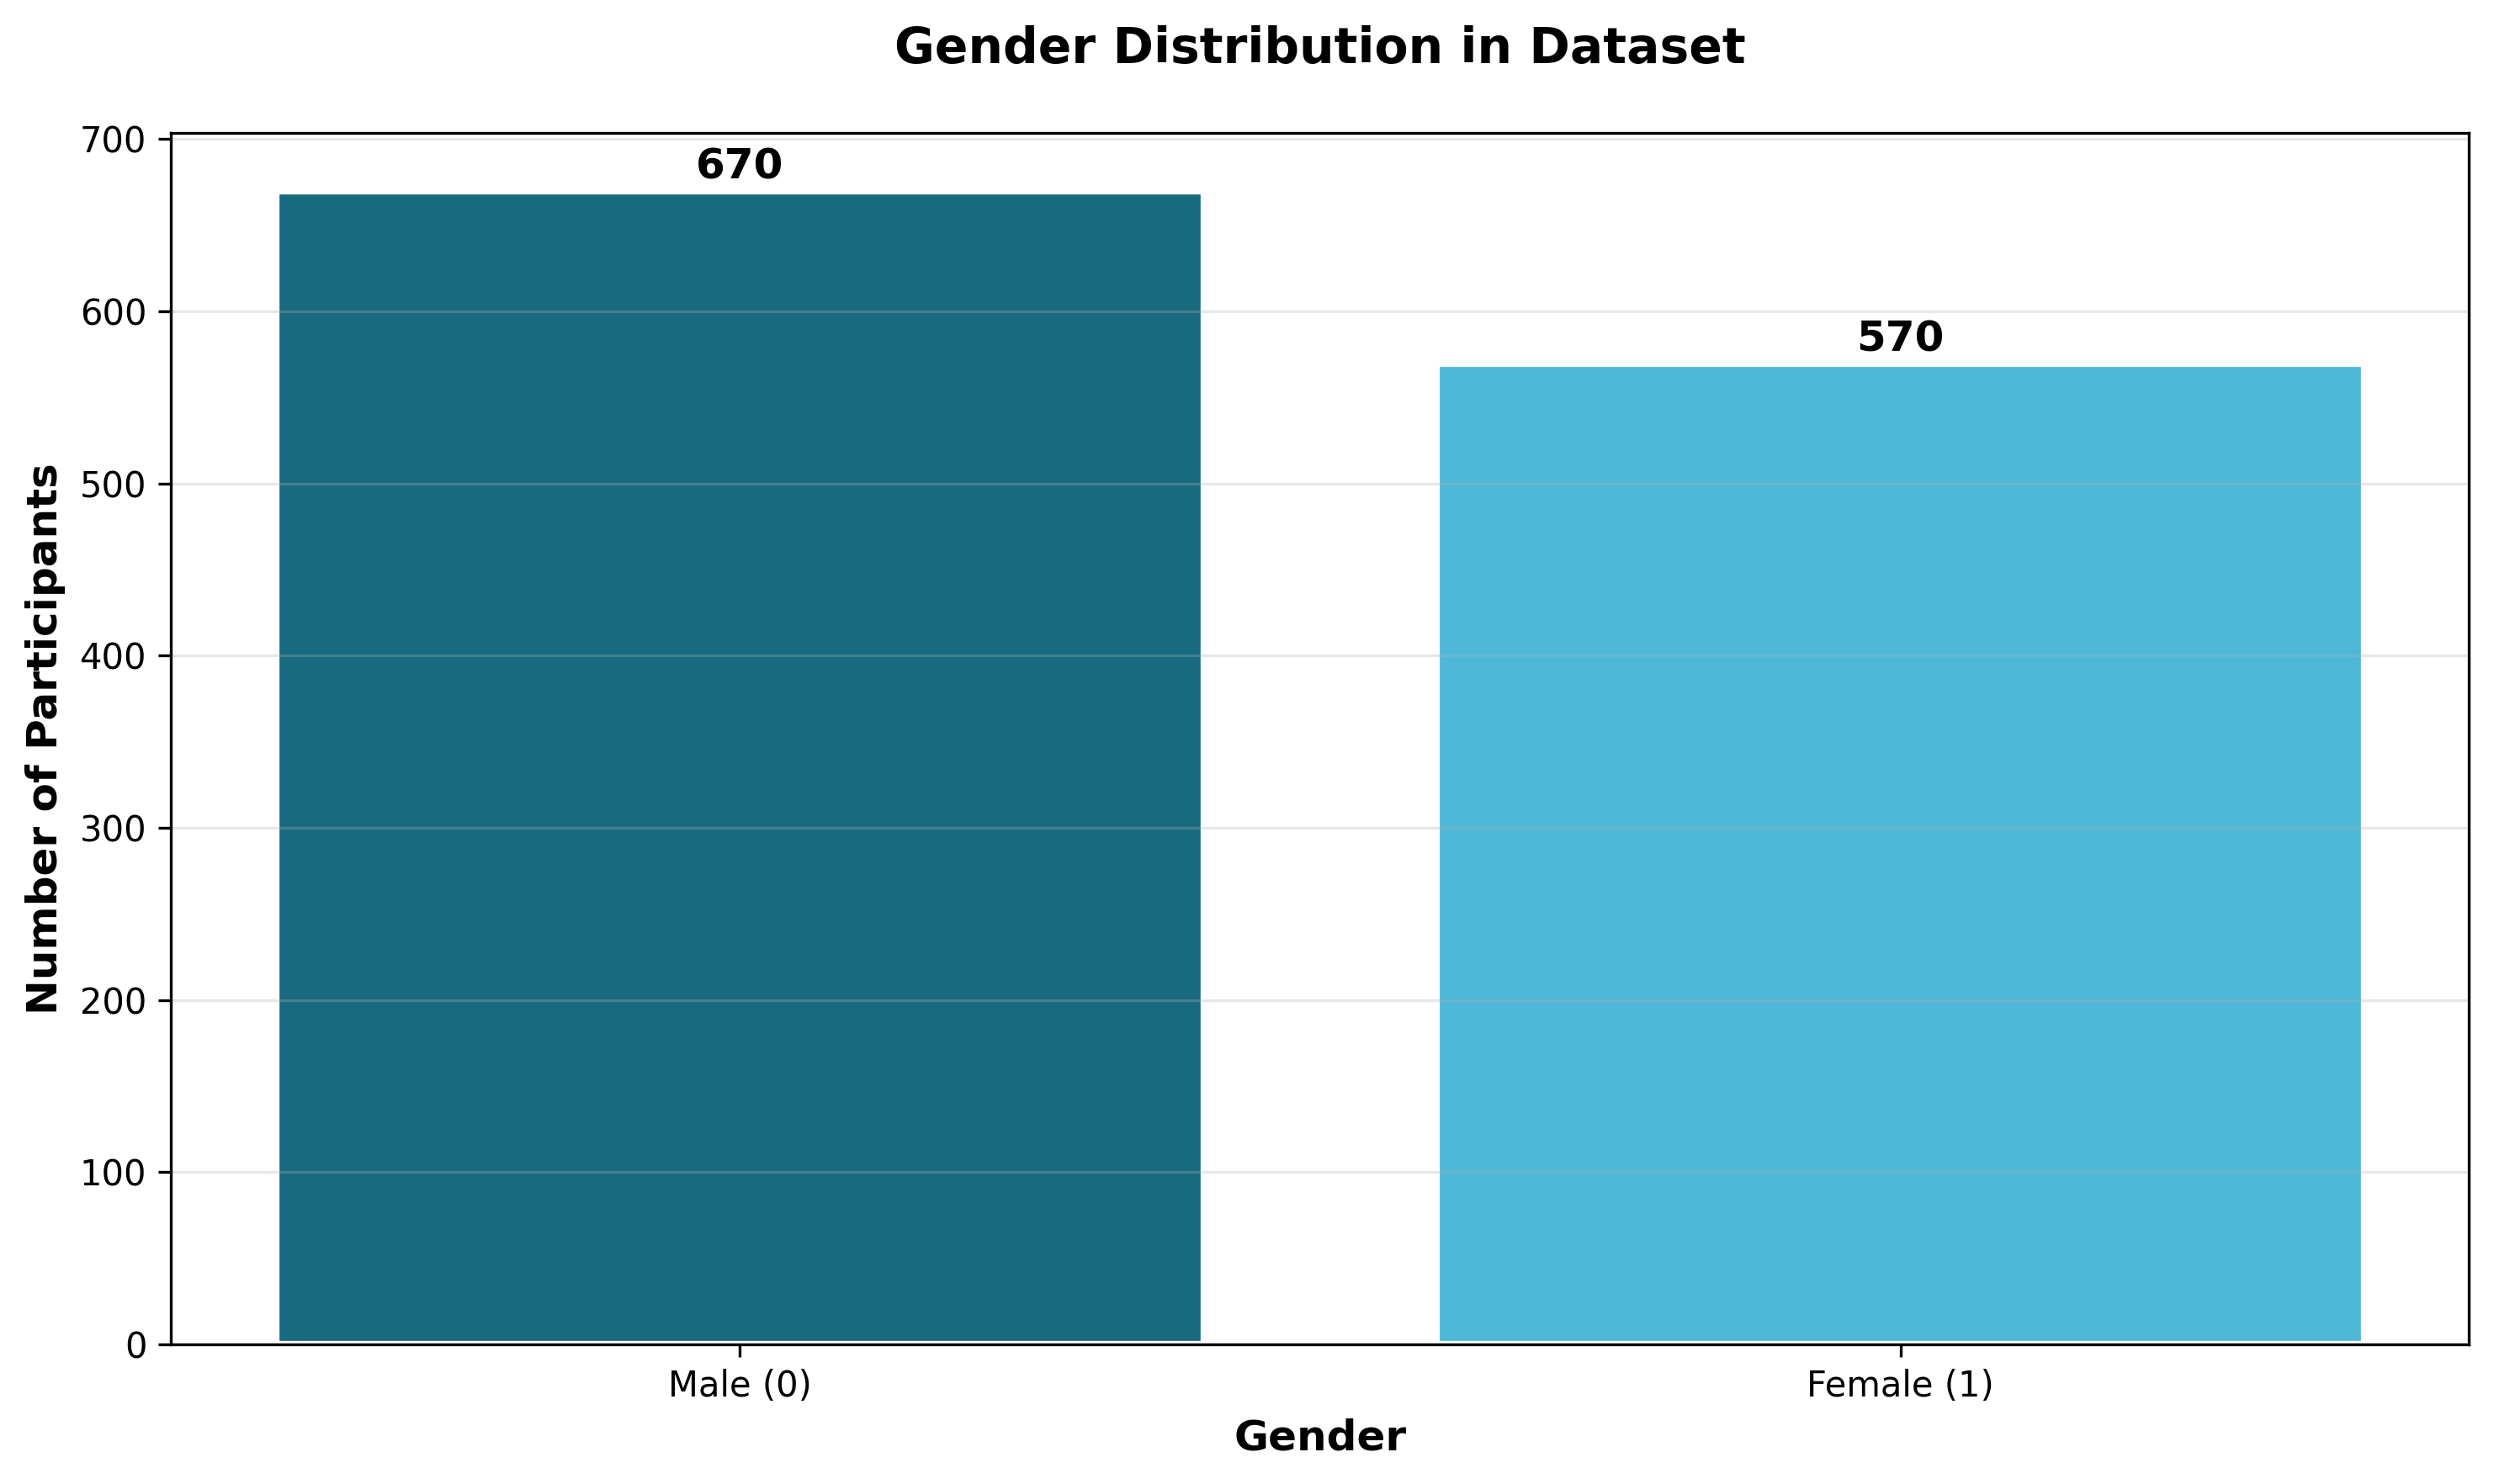 Gender Distribution in Dataset
700
600
500
400
300
200
100
0
Number of Participants
670
570
Male (0)
Female (1)
Gender